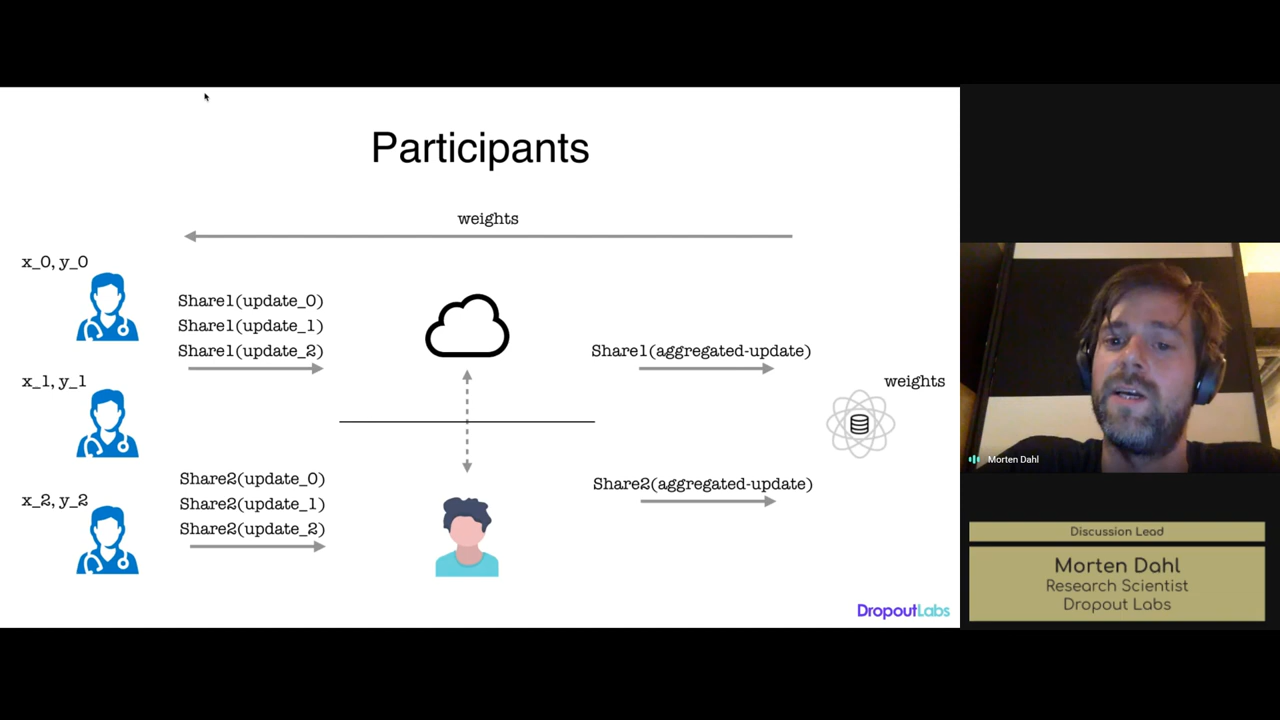 Participants
weights
x_0, y_0
Share1(update_0)
Share1(update_1)
Share1(update_2)
Share1(aggregated-update)
x_1, y_1
weights
Share2(update_0)
Share2(aggregated-update)
x_2, y_2
Share2(update_1)
Share2(update_2)
DropoutLabs
Morten Dahl
Discussion Lead
Morten Dahl
Research Scientist
Dropout Labs